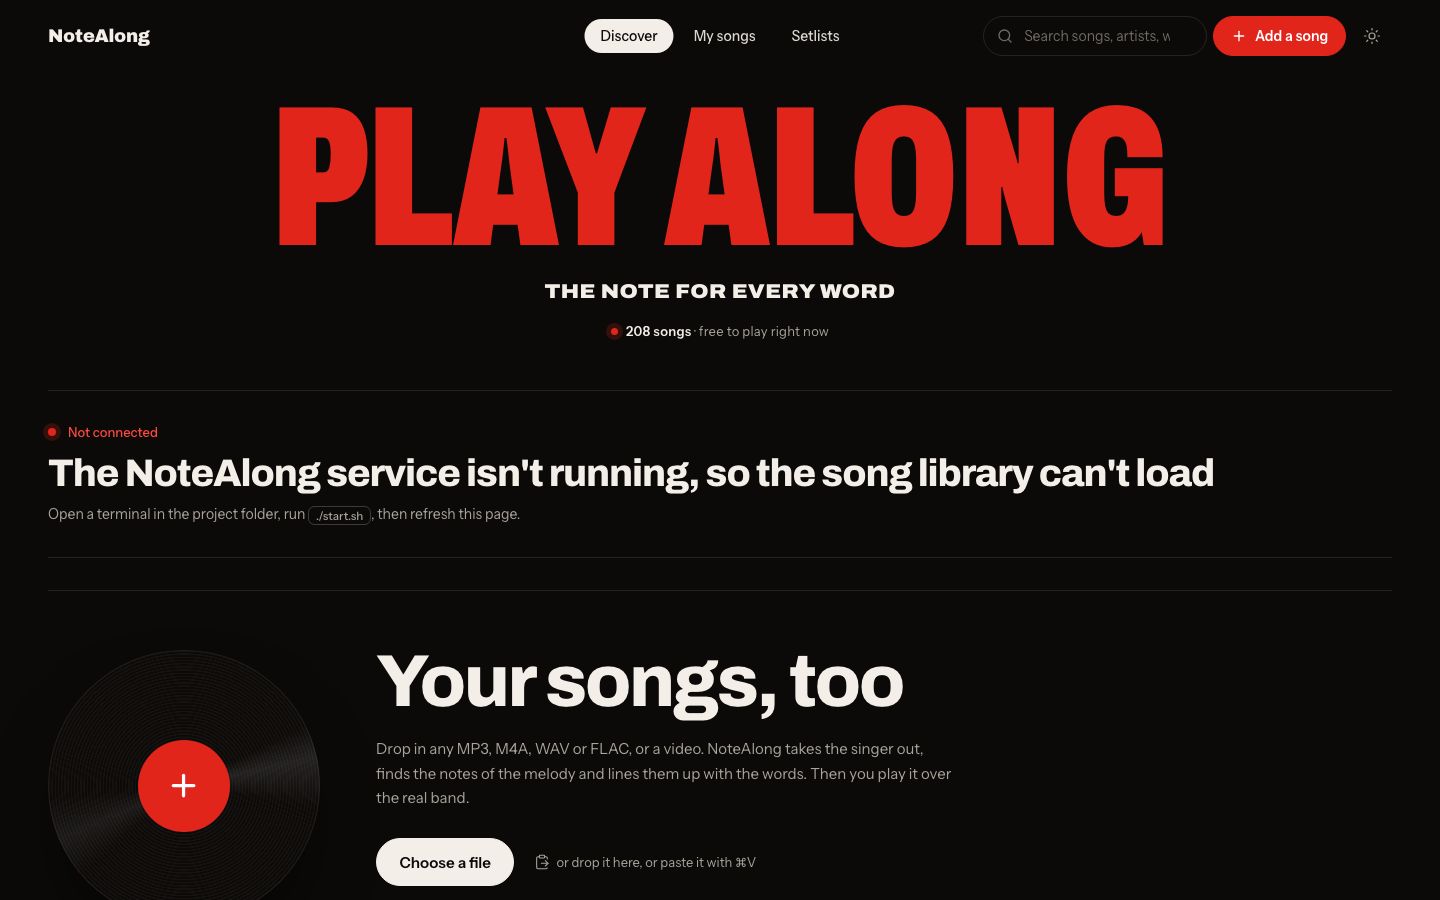 NoteAlong
Discover
My songs
Setlists
Search songs, artists, w
Add a song
PLAY ALONG
THE NOTE FOR EVERY WORD
208 songs · free to play right now
Not connected
The NoteAlong service isn't running, so the song library can't load
Open a terminal in the project folder, run ./start.sh, then refresh this page.
Your songs, too
Drop in any MP3, M4A, WAV or FLAC, or a video. NoteAlong takes the singer out,
finds the notes of the melody and lines them up with the words. Then you play it over
the real band.
Choose a file
or drop it here, or paste it with ⌘V